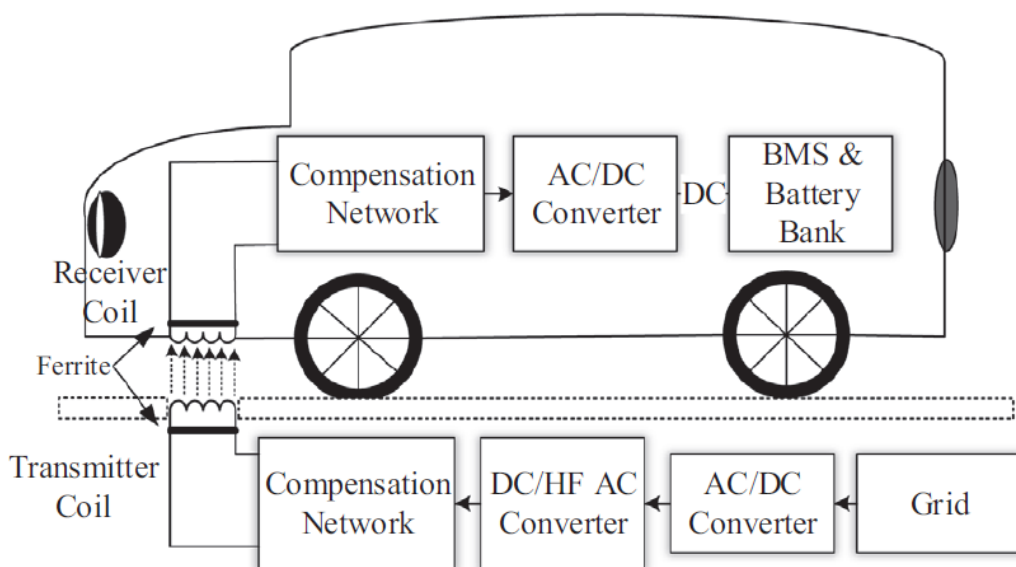 Compensation
Network
AC/DC
Converter
DC
BMS &
Battery
Bank
Receiver
Coil
Ferrite
Transmitter
Coil
Compensation
Network
DC/HF AC
Converter
AC/DC
Converter
Grid